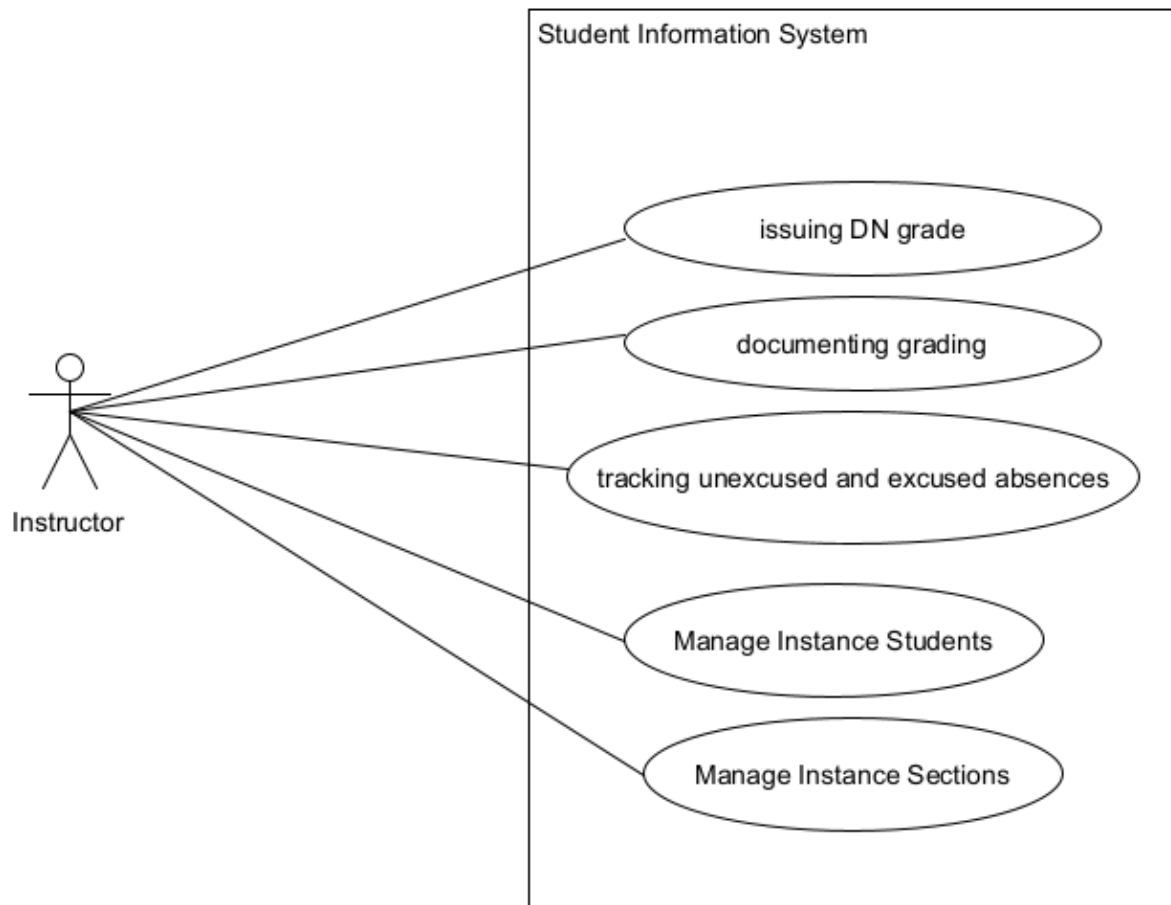 Student Information System
issuing DN grade
documenting grading
tracking unexcused and excused absences
Instructor
Manage Instance Students
Manage Instance Sections